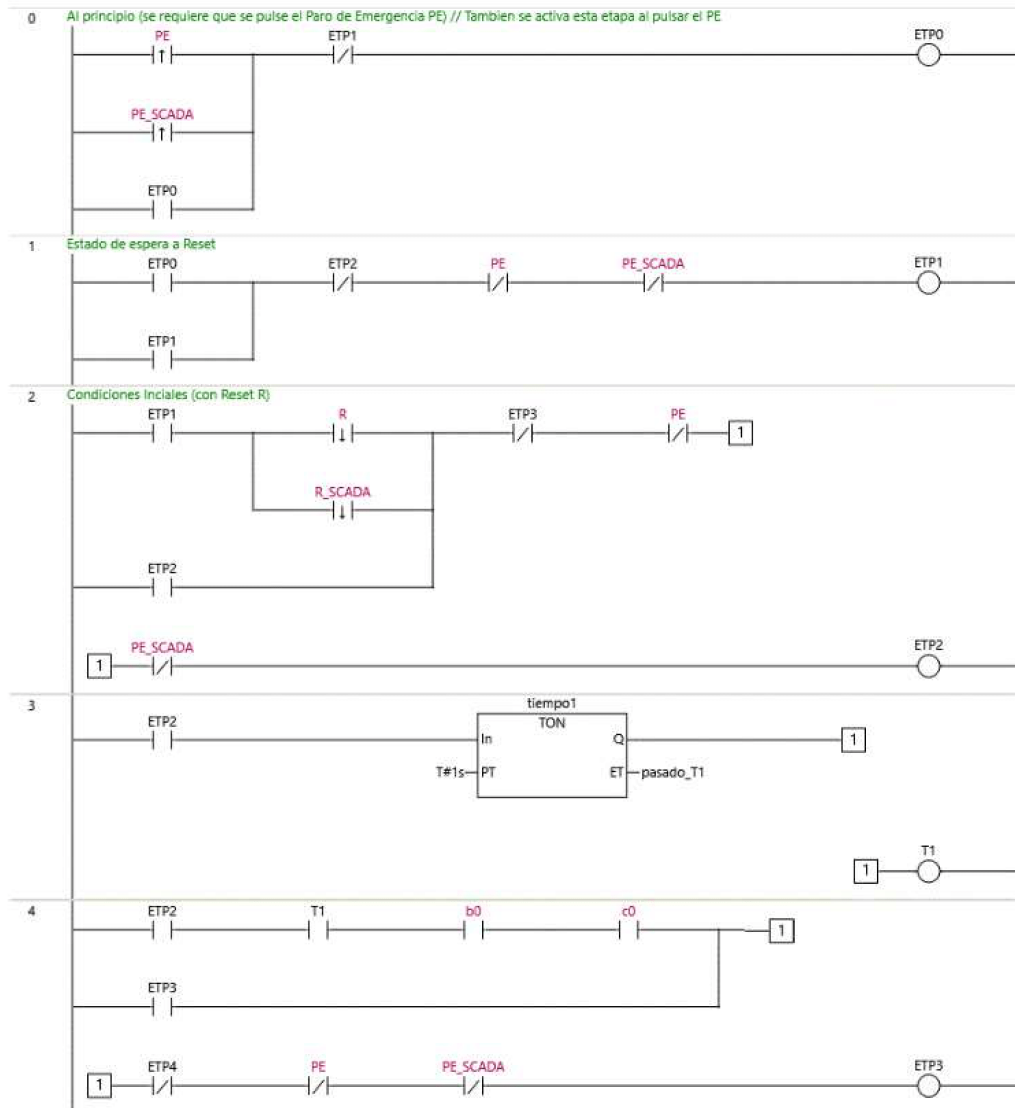 0 Al principio (se requiere que se pulse el Paro de Emergencia PE) // Tambien se activa esta etapa al pulsar el PE
PE ETP1 ETP0
PE_SCADA
ETP0
1 Estado de espera a Reset
ETP0 ETP2 PE PE_SCADA ETP1
ETP1
2 Condiciones Inciales (con Reset R)
ETP1 R ETP3 PE
1
R_SCADA
ETP2
PE_SCADA ETP2
1
3 tiempo1
ETP2 TON
In Q 1
T#1s PT ET pasado_T1
T1
1
4 ETP2 T1 b0 c0
1
ETP3
ETP4 PE PE_SCADA ETP3
1